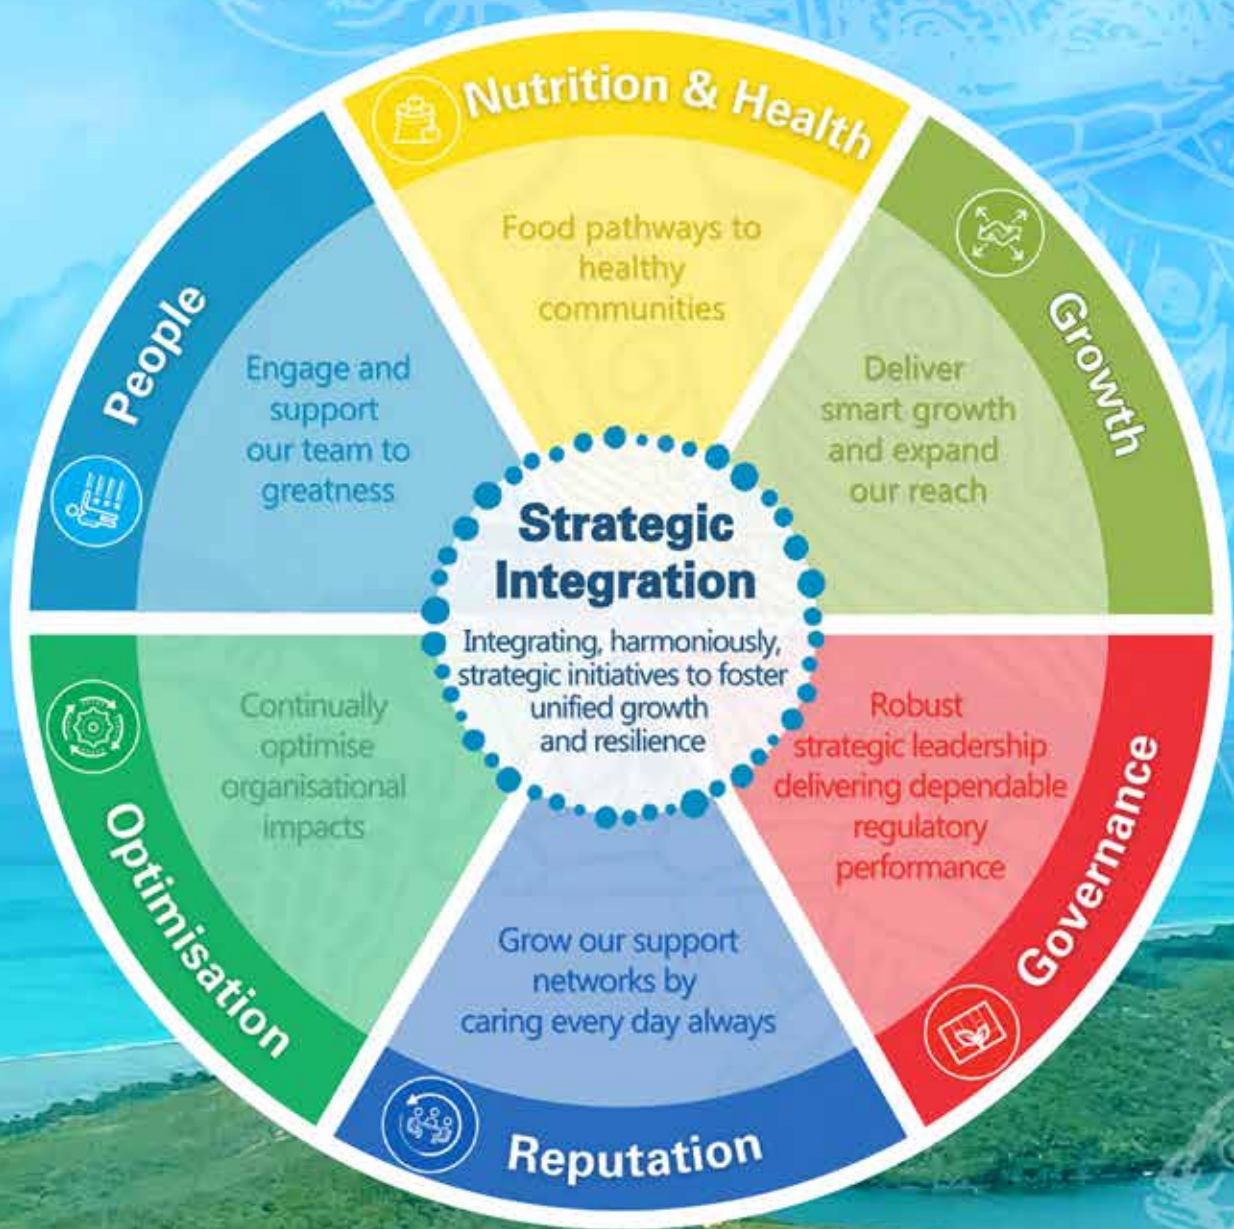 Nutrition & Health
Food pathways to
healthy
communities
Growth
Deliver
smart growth
and expand
our reach
Governance
Robust
strategic leadership
delivering dependable
regulatory
performance
Reputation
Grow our support
networks by
caring every day always
Optimisation
Continually
optimise
organisational
impacts
People
Engage and
support
our team to
greatness
Strategic
Integration
Integrating, harmoniously,
strategic initiatives to foster
unified growth
and resilience